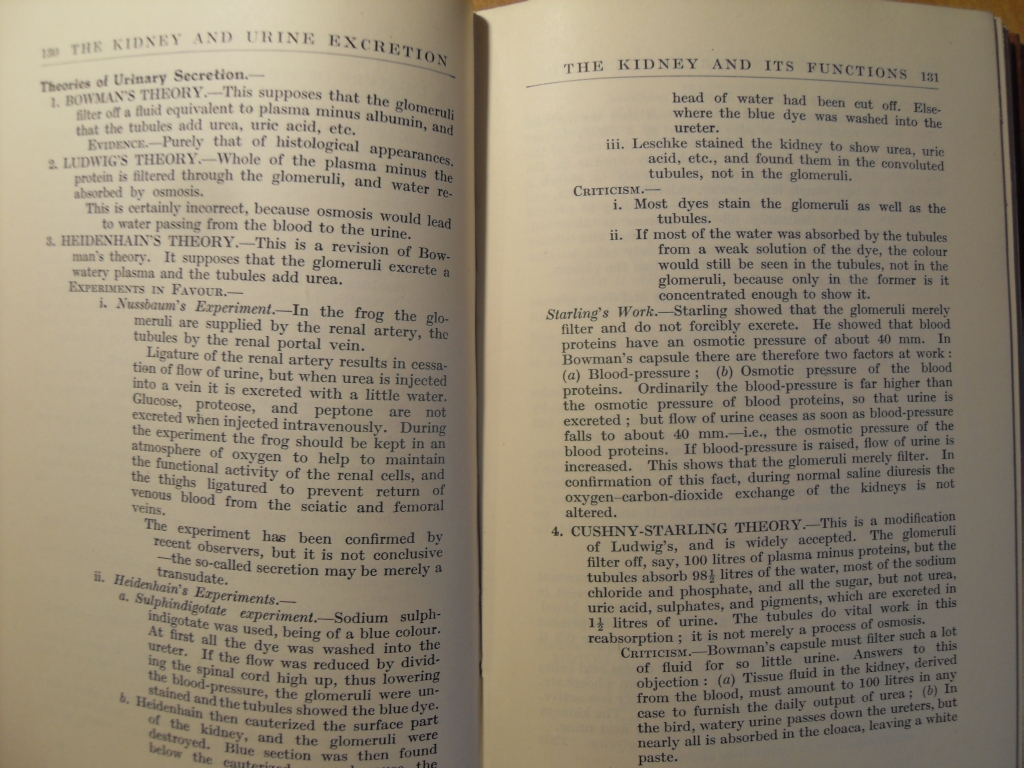 130 THE KIDNEY AND URINE EXCRETION
Theories of Urinary Secretion.—
1. BOWMAN'S THEORY.—This supposes that the glomeruli
filter off a fluid equivalent to plasma minus albumin, and
that the tubules add urea, uric acid, etc.
EVIDENCE.—Purely that of histological appearances.
2. LUDWIG'S THEORY.—Whole of the plasma minus the
protein is filtered through the glomeruli, and water re-
absorbed by osmosis.
This is certainly incorrect, because osmosis would lead
to water passing from the blood to the urine.
3. HEIDENHAIN'S THEORY.—This is a revision of Bow-
man's theory. It supposes that the glomeruli excrete a
watery plasma and the tubules add urea.
EXPERIMENTS IN FAVOUR.—
i. Nussbaum's Experiment.—In the frog the glo-
meruli are supplied by the renal artery, the
tubules by the renal portal vein.
Ligature of the renal artery results in cessa-
tion of flow of urine, but when urea is injected
into a vein it is excreted with a little water.
Glucose, proteose, and peptone are not
excreted when injected intravenously. During
the experiment the frog should be kept in an
atmosphere of oxygen to help to maintain
the functional activity of the renal cells, and
the thighs ligatured to prevent return of
venous blood from the sciatic and femoral
veins.
The experiment has been confirmed by
recent observers, but it is not conclusive
—the so-called secretion may be merely a
transudate.
ii. Heidenhain's Experiments.—
a. Sulphindigotate experiment.—Sodium sulph-
indigotate was used, being of a blue colour.
At first all the dye was washed into the
ureter. If the flow was reduced by divid-
ing the spinal cord high up, thus lowering
the blood-pressure, the glomeruli were un-
stained and the tubules showed the blue dye.
b. Heidenhain then cauterized the surface part
of the kidney, and the glomeruli were
destroyed. Blue section was then found
below the the
THE KIDNEY AND ITS FUNCTIONS 131
head of water had been cut off. Else-
where the blue dye was washed into the
ureter.
iii. Leschke stained the kidney to show urea, uric
acid, etc., and found them in the convoluted
tubules, not in the glomeruli.
CRITICISM.—
i. Most dyes stain the glomeruli as well as the
tubules.
ii. If most of the water was absorbed by the tubules
from a weak solution of the dye, the colour
would still be seen in the tubules, not in the
glomeruli, because only in the former is it
concentrated enough to show it.
Starling's Work.—Starling showed that the glomeruli merely
filter and do not forcibly excrete. He showed that blood
proteins have an osmotic pressure of about 40 mm. In
Bowman's capsule there are therefore two factors at work :
(a) Blood-pressure ; (b) Osmotic pressure of the blood
proteins. Ordinarily the blood-pressure is far higher than
the osmotic pressure of blood proteins, so that urine is
excreted ; but flow of urine ceases as soon as blood-pressure
falls to about 40 mm.—i.e., the osmotic pressure of the
blood proteins. If blood-pressure is raised, flow of urine is
increased. This shows that the glomeruli merely filter. In
confirmation of this fact, during normal saline diuresis the
oxygen–carbon-dioxide exchange of the kidneys is not
altered.
4. CUSHNY-STARLING THEORY.—This is a modification
of Ludwig's, and is widely accepted. The glomeruli
filter off, say, 100 litres of plasma minus proteins, but the
tubules absorb 98½ litres of the water, most of the sodium
chloride and phosphate, and all the sugar, but not urea,
uric acid, sulphates, and pigments, which are excreted in
1½ litres of urine. The tubules do vital work in this
reabsorption ; it is not merely a process of osmosis.
CRITICISM.—Bowman's capsule must filter such a lot
of fluid for so little urine. Answers to this
objection : (a) Tissue fluid in the kidney, derived
from the blood, must amount to 100 litres in any
case to furnish the daily output of urea ; (b) In
the bird, watery urine passes down the ureters, but
nearly all is absorbed in the cloaca, leaving a white
paste.